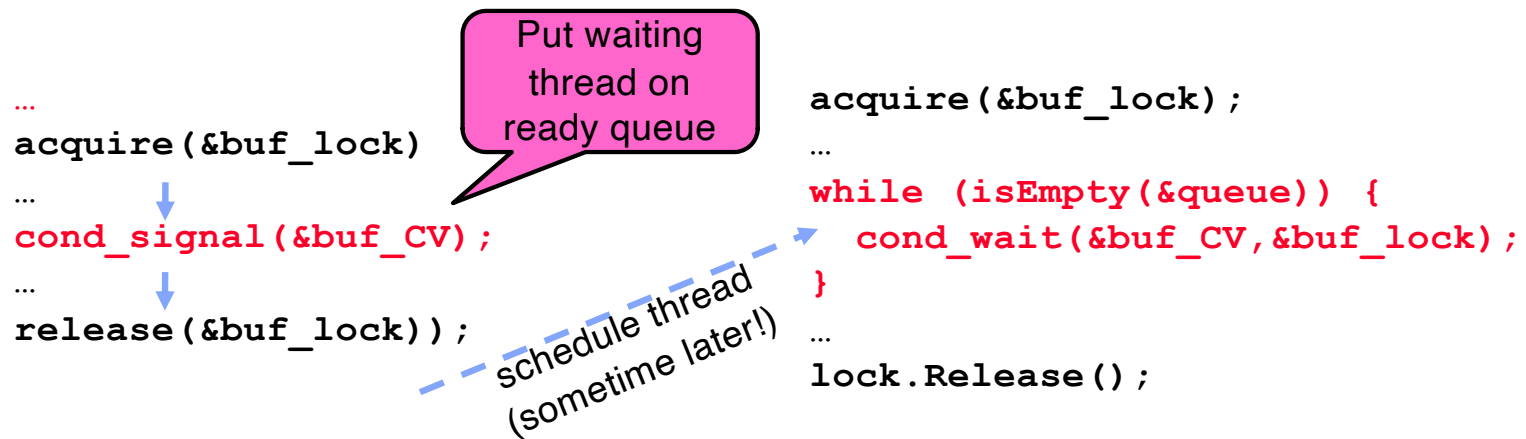 Put waiting
thread on
ready queue
…
acquire(&buf_lock)
…
cond_signal(&buf_CV);
…
release(&buf_lock));
schedule thread
(sometime later!)
acquire(&buf_lock);
…
while (isEmpty(&queue)) {
cond_wait(&buf_CV,&buf_lock);
}
…
lock.Release();